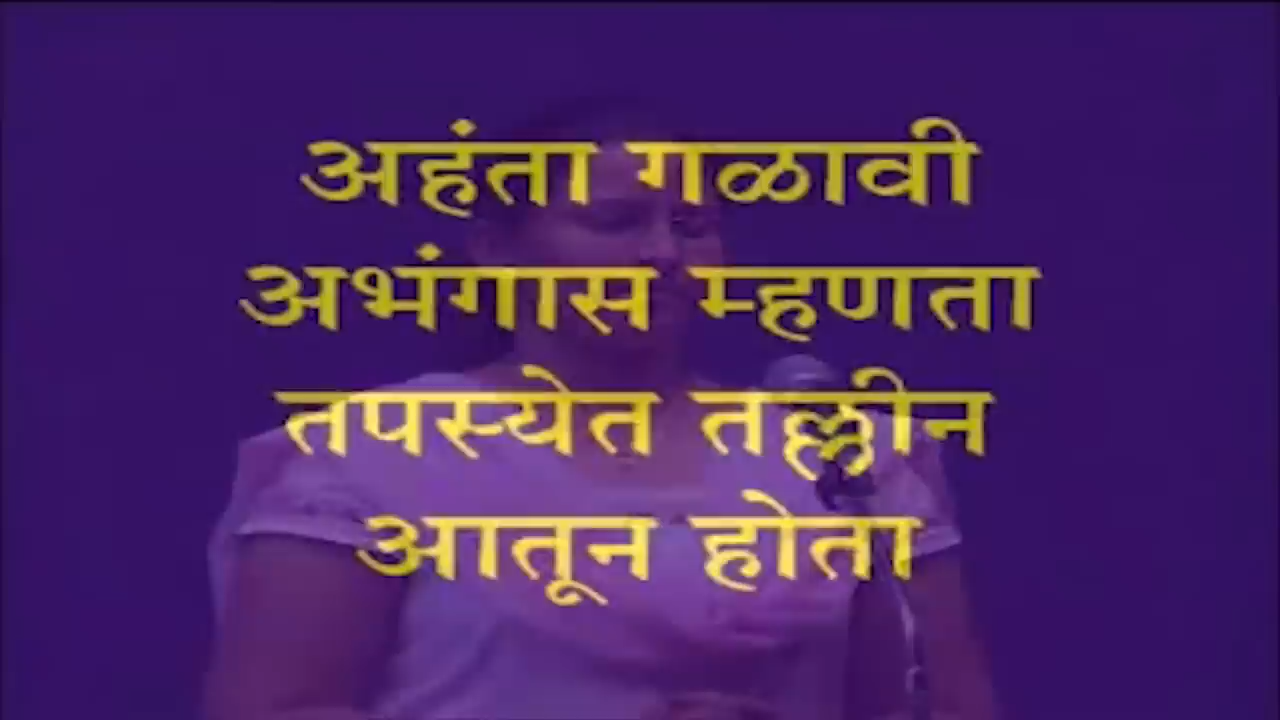 अहंता गळावी
अभंगास म्हणता
तपस्येत तल्लीन
आतून होता